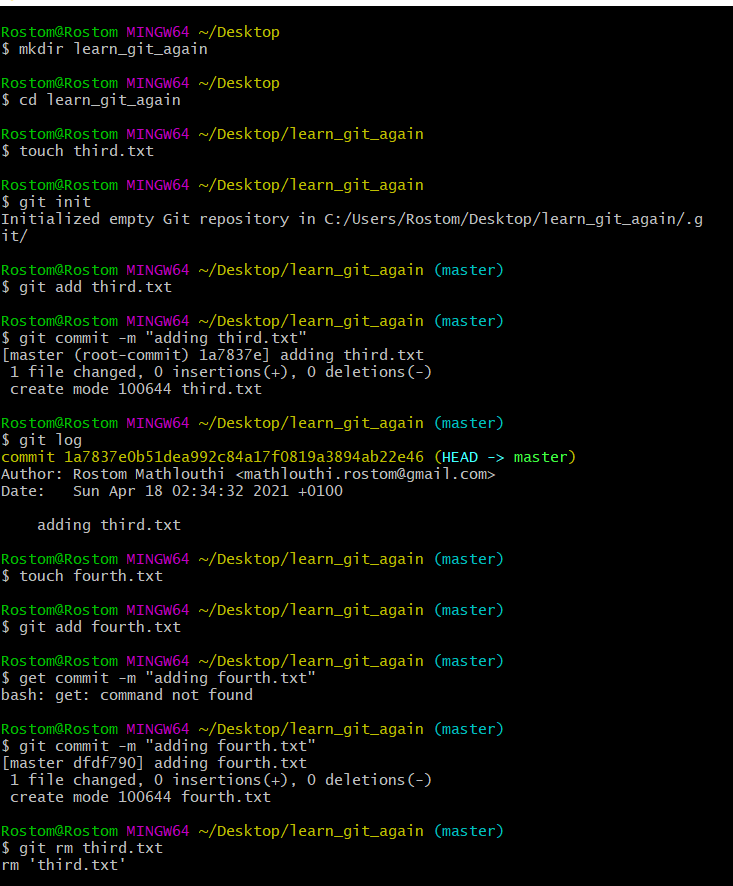 Rostom@Rostom MINGW64 ~/Desktop
$ mkdir learn_git_again
Rostom@Rostom MINGW64 ~/Desktop
$ cd learn_git_again
Rostom@Rostom MINGW64 ~/Desktop/learn_git_again
$ touch third.txt
Rostom@Rostom MINGW64 ~/Desktop/learn_git_again
$ git init
Initialized empty Git repository in C:/Users/Rostom/Desktop/learn_git_again/.g
it/
Rostom@Rostom MINGW64 ~/Desktop/learn_git_again (master)
$ git add third.txt
Rostom@Rostom MINGW64 ~/Desktop/learn_git_again (master)
$ git commit -m "adding third.txt"
[master (root-commit) 1a7837e] adding third.txt
 1 file changed, 0 insertions(+), 0 deletions(-)
 create mode 100644 third.txt
Rostom@Rostom MINGW64 ~/Desktop/learn_git_again (master)
$ git log
commit 1a7837e0b51dea992c84a17f0819a3894ab22e46 (HEAD -> master)
Author: Rostom Mathlouthi <mathlouthi.rostom@gmail.com>
Date:   Sun Apr 18 02:34:32 2021 +0100
    adding third.txt
Rostom@Rostom MINGW64 ~/Desktop/learn_git_again (master)
$ touch fourth.txt
Rostom@Rostom MINGW64 ~/Desktop/learn_git_again (master)
$ git add fourth.txt
Rostom@Rostom MINGW64 ~/Desktop/learn_git_again (master)
$ get commit -m "adding fourth.txt"
bash: get: command not found
Rostom@Rostom MINGW64 ~/Desktop/learn_git_again (master)
$ git commit -m "adding fourth.txt"
[master dfdf790] adding fourth.txt
 1 file changed, 0 insertions(+), 0 deletions(-)
 create mode 100644 fourth.txt
Rostom@Rostom MINGW64 ~/Desktop/learn_git_again (master)
$ git rm third.txt
rm 'third.txt'